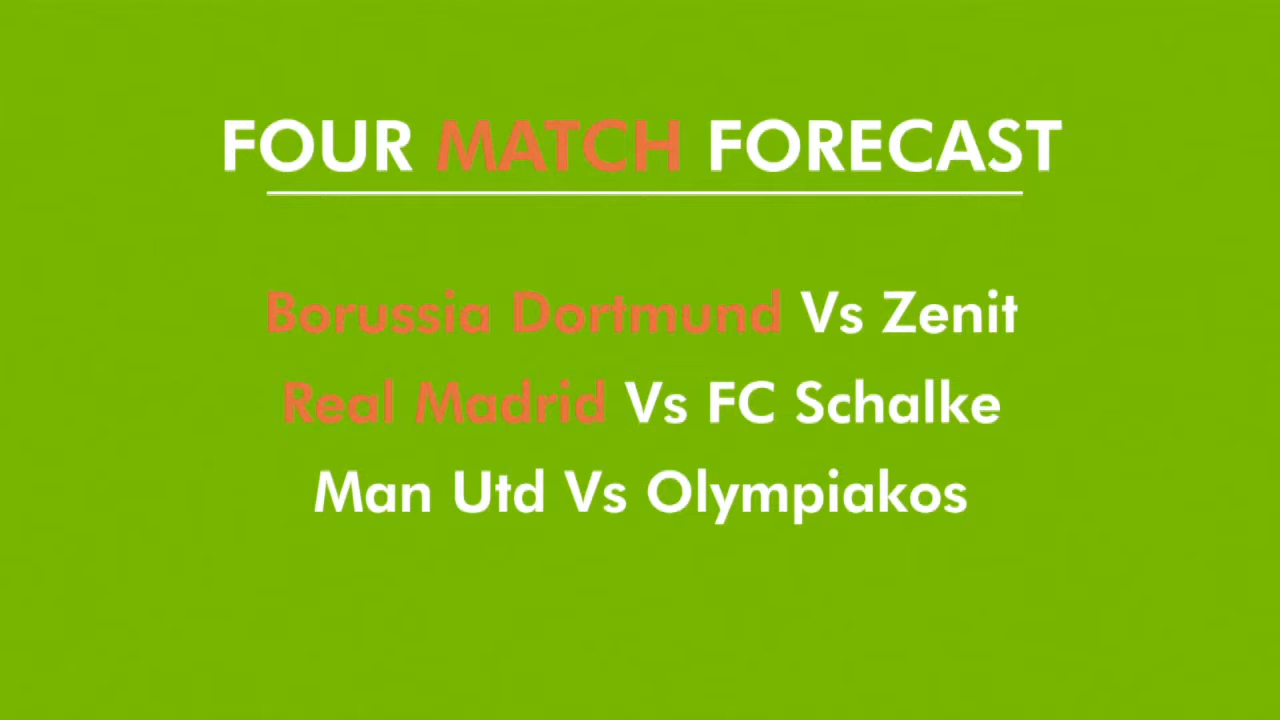 FOUR MATCH FORECAST
Borussia Dortmund Vs Zenit
Real Madrid Vs FC Schalke
Man Utd Vs Olympiakos